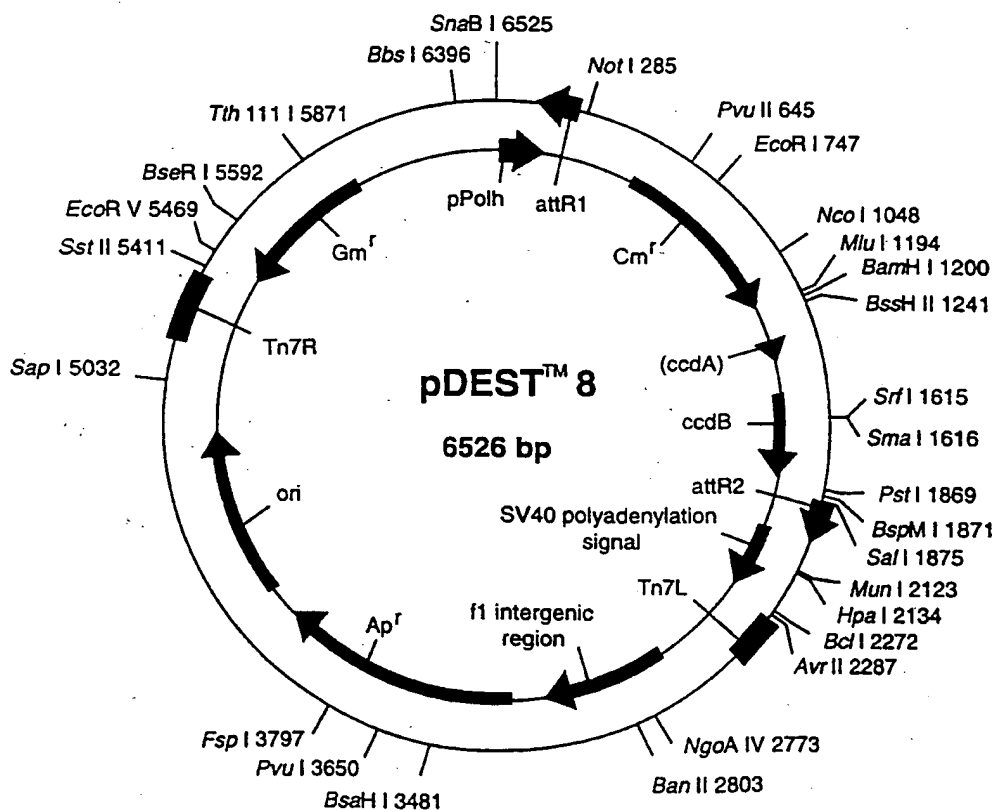 SnaB I 6525
Bbs I 6396
Not I 285
Tth 111 I 5871
Pvu II 645
EcoR I 747
BseR I 5592
EcoR V 5469
Sst II 5411
pPolh
attR1
Gmʳ
Cmʳ
Nco I 1048
Mlu I 1194
BamH I 1200
BssH II 1241
Tn7R
(ccdA)
Sap I 5032
pDEST™ 8
6526 bp
ccdB
Srf I 1615
Sma I 1616
ori
attR2
SV40 polyadenylation
signal
Pst I 1869
BspM I 1871
Sal I 1875
Tn7L
Mun I 2123
Hpa I 2134
Bcl I 2272
Avr II 2287
Apʳ
f1 intergenic
region
Fsp I 3797
Pvu I 3650
BsaH I 3481
NgoA IV 2773
Ban II 2803